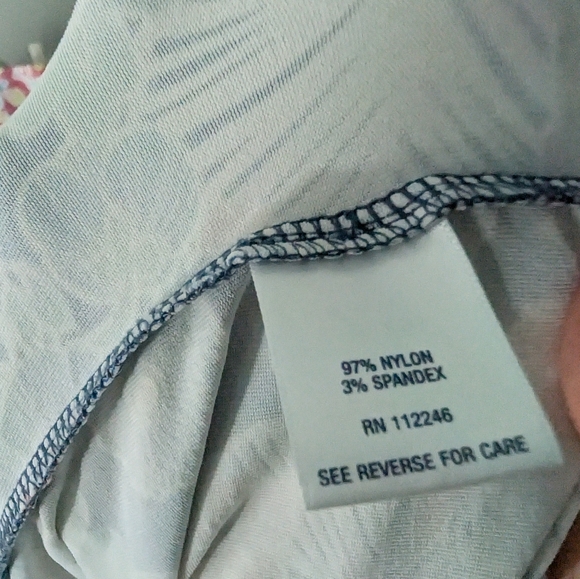 97% NYLON
3% SPANDEX
RN 112246
SEE REVERSE FOR CARE